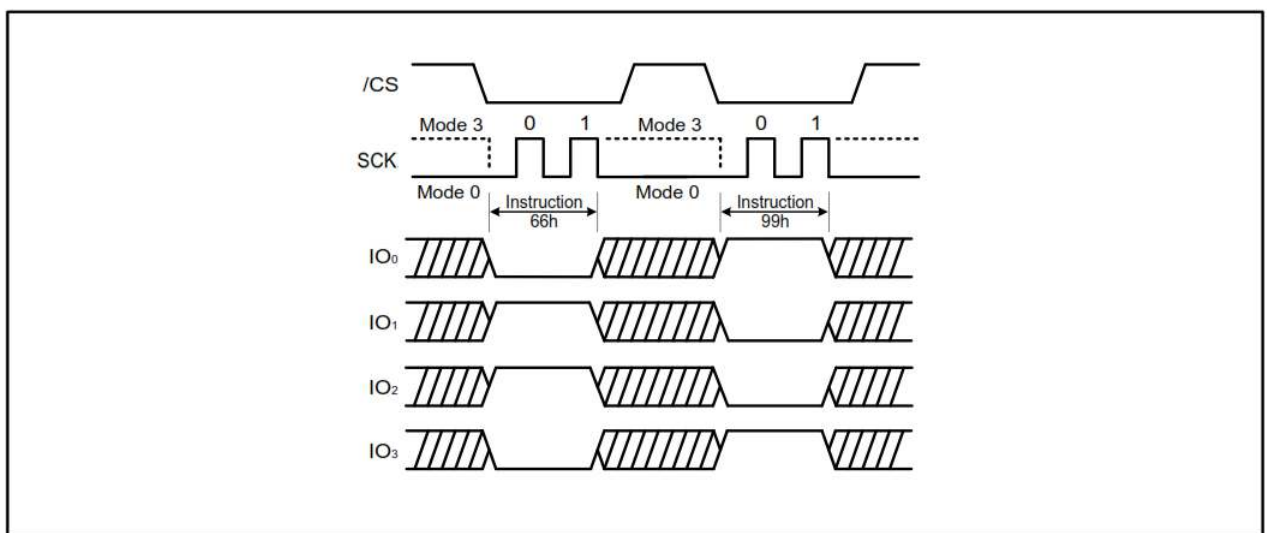 /CS
Mode 3 0 1 Mode 3 0 1
SCK
Mode 0 Mode 0
Instruction Instruction
66h 99h
IO₀
IO₁
IO₂
IO₃